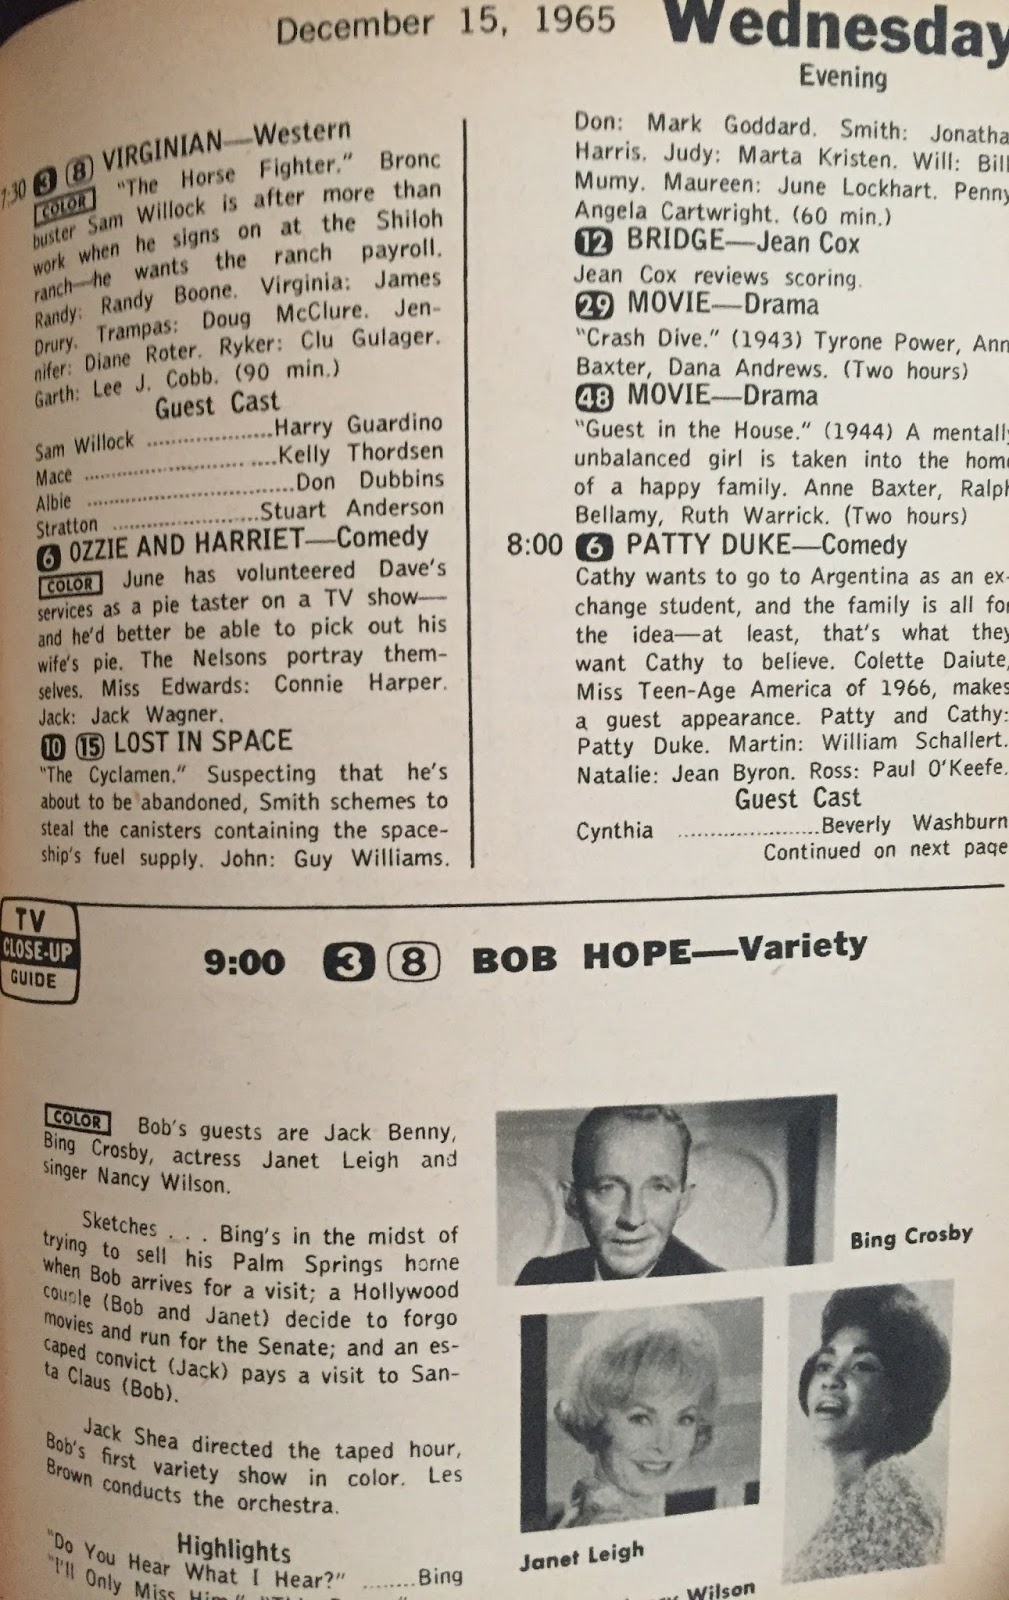 December 15, 1965
Wednesday
Evening
7:30 3 8 VIRGINIAN—Western
COLOR "The Horse Fighter." Bronc
buster Sam Willock is after more than
work when he signs on at the Shiloh
ranch—he wants the ranch payroll.
Randy: Randy Boone. Virginia: James
Drury. Trampas: Doug McClure. Jen-
nifer: Diane Roter. Ryker: Clu Gulager.
Garth: Lee J. Cobb. (90 min.)
Guest Cast
Sam Willock ....................Harry Guardino
Mace ..............................Kelly Thordsen
Albie .................................Don Dubbins
Stratton .......................Stuart Anderson
6 OZZIE AND HARRIET—Comedy
COLOR June has volunteered Dave's
services as a pie taster on a TV show—
and he'd better be able to pick out his
wife's pie. The Nelsons portray them-
selves. Miss Edwards: Connie Harper.
Jack: Jack Wagner.
10 15 LOST IN SPACE
"The Cyclamen." Suspecting that he's
about to be abandoned, Smith schemes to
steal the canisters containing the space-
ship's fuel supply. John: Guy Williams.
Don: Mark Goddard. Smith: Jonatha
Harris. Judy: Marta Kristen. Will: Bill
Mumy. Maureen: June Lockhart. Penny
Angela Cartwright. (60 min.)
12 BRIDGE—Jean Cox
Jean Cox reviews scoring.
29 MOVIE—Drama
"Crash Dive." (1943) Tyrone Power, Ann
Baxter, Dana Andrews. (Two hours)
48 MOVIE—Drama
"Guest in the House." (1944) A mentally
unbalanced girl is taken into the home
of a happy family. Anne Baxter, Ralph
Bellamy, Ruth Warrick. (Two hours)
8:00 6 PATTY DUKE—Comedy
Cathy wants to go to Argentina as an ex-
change student, and the family is all for
the idea—at least, that's what they
want Cathy to believe. Colette Daiute,
Miss Teen-Age America of 1966, makes
a guest appearance. Patty and Cathy:
Patty Duke. Martin: William Schallert.
Natalie: Jean Byron. Ross: Paul O'Keefe.
Guest Cast
Cynthia ......................Beverly Washburn
Continued on next page
TV
CLOSE-UP
GUIDE
9:00 3 8 BOB HOPE—Variety
COLOR Bob's guests are Jack Benny,
Bing Crosby, actress Janet Leigh and
singer Nancy Wilson.
Sketches . . . Bing's in the midst of
trying to sell his Palm Springs home
when Bob arrives for a visit; a Hollywood
couple (Bob and Janet) decide to forgo
movies and run for the Senate; and an es-
caped convict (Jack) pays a visit to San-
ta Claus (Bob).
Jack Shea directed the taped hour,
Bob's first variety show in color. Les
Brown conducts the orchestra.
Highlights
"Do You Hear What I Hear?" ........Bing
"I'll Only Miss Him
Bing Crosby
Janet Leigh
Wilson